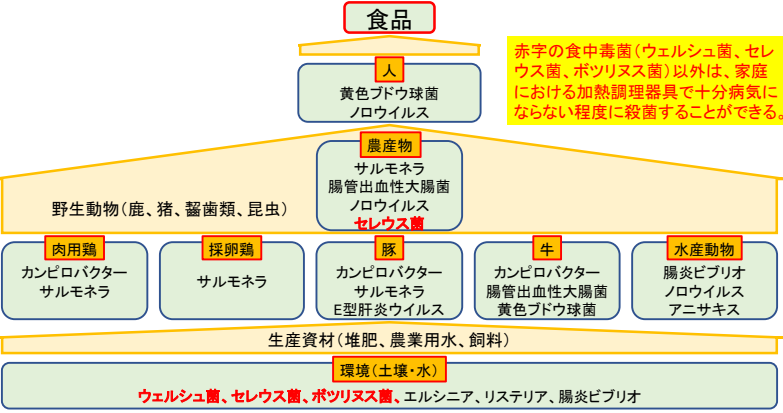 食品
赤字の食中毒菌（ウェルシュ菌、セレ
ウス菌、ボツリヌス菌）以外は、家庭
における加熱調理器具で十分病気に
ならない程度に殺菌することができる。
人
黄色ブドウ球菌
ノロウイルス
農産物
サルモネラ
腸管出血性大腸菌
ノロウイルス
セレウス菌
野生動物（鹿、猪、齧歯類、昆虫）
肉用鶏
カンピロバクター
サルモネラ
採卵鶏
サルモネラ
豚
カンピロバクター
サルモネラ
E型肝炎ウイルス
牛
カンピロバクター
腸管出血性大腸菌
黄色ブドウ球菌
水産動物
腸炎ビブリオ
ノロウイルス
アニサキス
生産資材（堆肥、農業用水、飼料）
環境（土壌・水）
ウェルシュ菌、セレウス菌、ボツリヌス菌、エルシニア、リステリア、腸炎ビブリオ